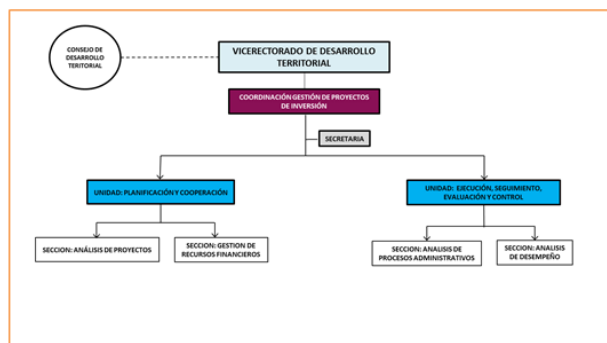 CONSEJO DE
DESARROLLO
TERITORIAL
VICERECTORADO DE DESARROLLO
TERRITORIAL
COORDINACIÓN GESTIÓN DE PROYECTOS
DE INVERSIÓN
SECRETARIA
UNIDAD: PLANIFICACIÓN Y COOPERACIÓN
UNIDAD: EJECUCIÓN, SEGUIMIENTO,
EVALUACIÓN Y CONTROL
SECCION: ANÁLISIS DE PROYECTOS
SECCION: GESTION DE
RECURSOS FINANCIEROS
SECCION: ANALISIS DE
PROCESOS ADMINISTRATIVOS
SECCION: ANALISIS
DE DESEMPEÑO